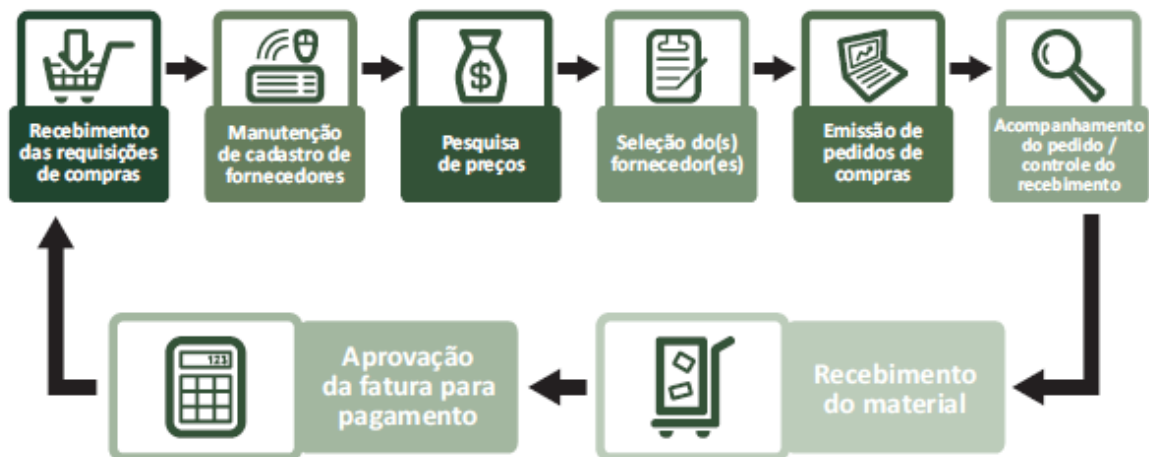 Recebimento
das requisições
de compras
Manutenção
de cadastro de
fornecedores
$
Pesquisa
de preços
Seleção do(s)
fornecedor(es)
Emissão de
pedidos de
compras
Acompanhamento
do pedido /
controle do
recebimento
123
Aprovação
da fatura para
pagamento
Recebimento
do material